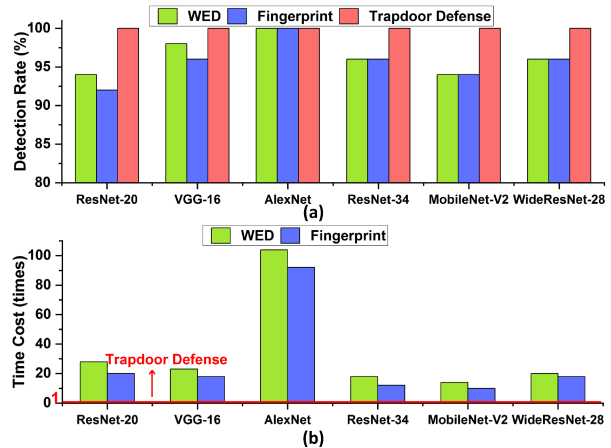 WED Fingerprint Trapdoor Defense
Detection Rate (%)
100
95
90
85
80
ResNet-20 VGG-16 AlexNet ResNet-34 MobileNet-V2 WideResNet-28
(a)
WED Fingerprint
Time Cost (times)
100
80
60
40
20
Trapdoor Defense
1
ResNet-20 VGG-16 AlexNet ResNet-34 MobileNet-V2 WideResNet-28
(b)